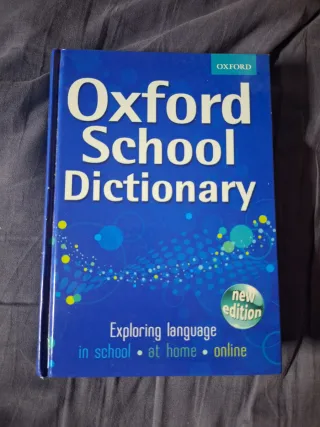 OXFORD
Oxford
School
Dictionary
new
edition
Exploring language
in school • at home • online